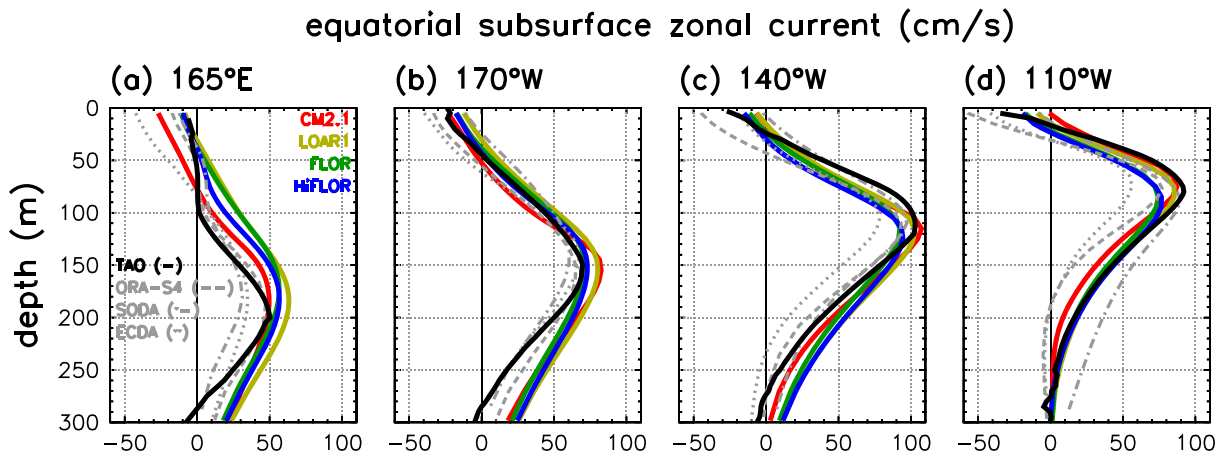 equatorial subsurface zonal current (cm/s)
(a) 165°E
(b) 170°W
(c) 140°W
(d) 110°W
depth (m)
0
50
100
150
200
250
300
CM2.1
LOAR1
FLOR
HiFLOR
TAO (-)
ORA-S4 (--)
SODA (·-)
ECDA (··)
-50 0 50 100
-50 0 50 100
-50 0 50 100
-50 0 50 100